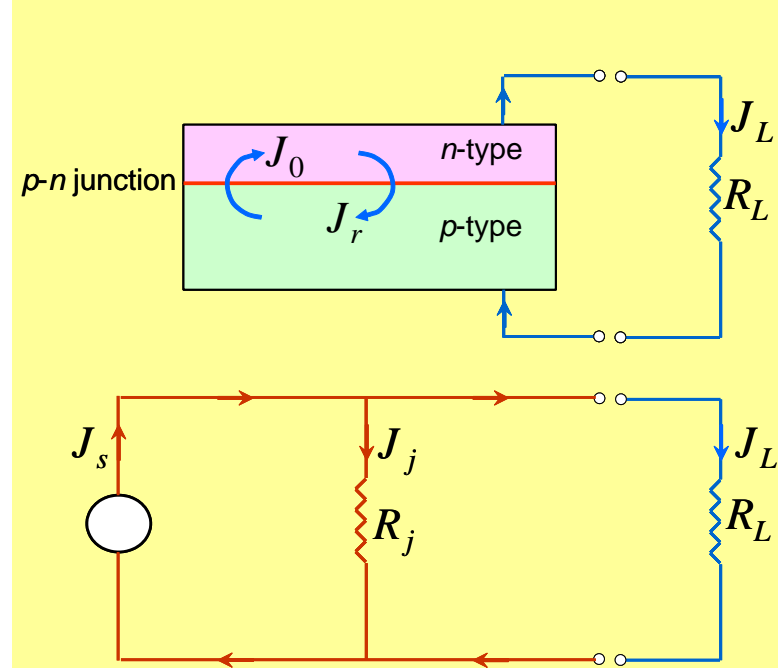 n-type
J_0
J_L
p-n junction
R_L
J_r
p-type
J_s
J_j
J_L
R_j
R_L